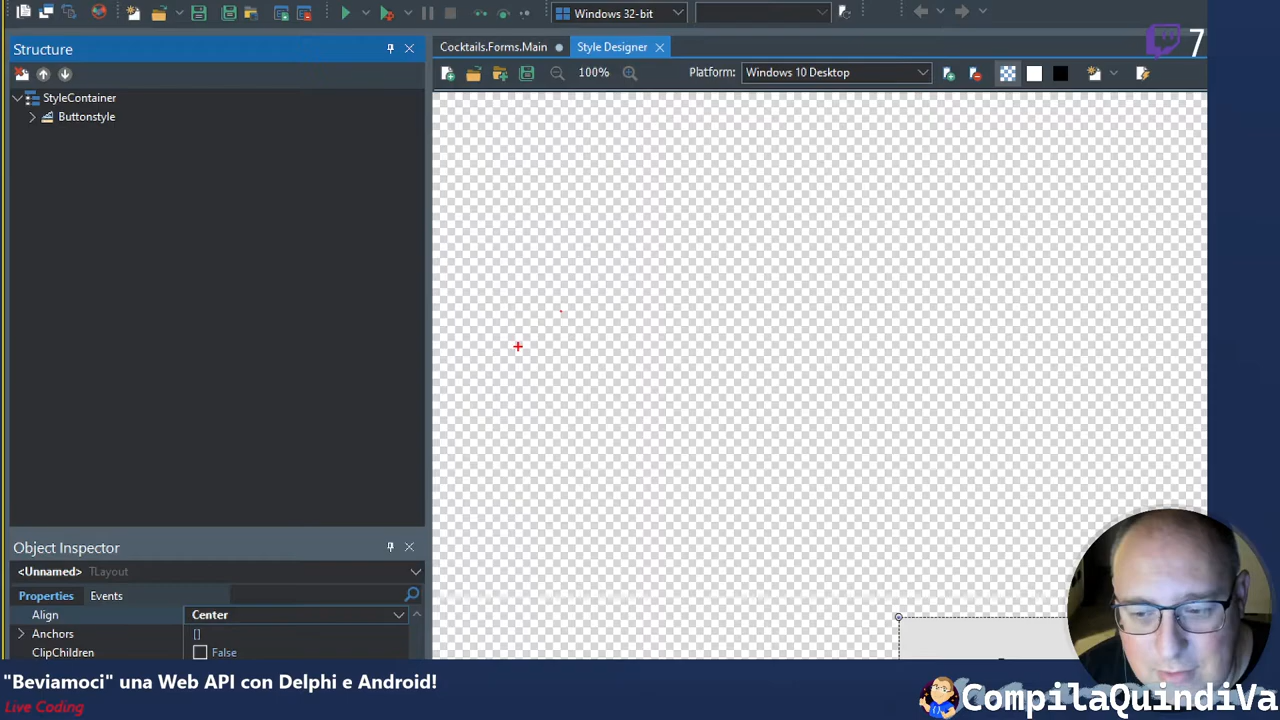 Windows 32-bit
Structure
Cocktails.Forms.Main
Style Designer
7
100%
Platform:
Windows 10 Desktop
StyleContainer
Buttonstyle
Object Inspector
<Unnamed> TLayout
Properties
Events
Align
Center
Anchors
[]
ClipChildren
False
"Beviamoci" una Web API con Delphi e Android!
Live Coding
CompilaQuindiVa